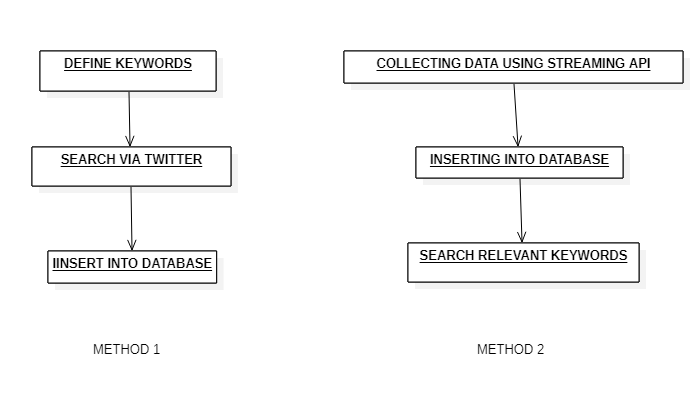 DEFINE KEYWORDS
SEARCH VIA TWITTER
IINSERT INTO DATABASE
METHOD 1
COLLECTING DATA USING STREAMING API
INSERTING INTO DATABASE
SEARCH RELEVANT KEYWORDS
METHOD 2